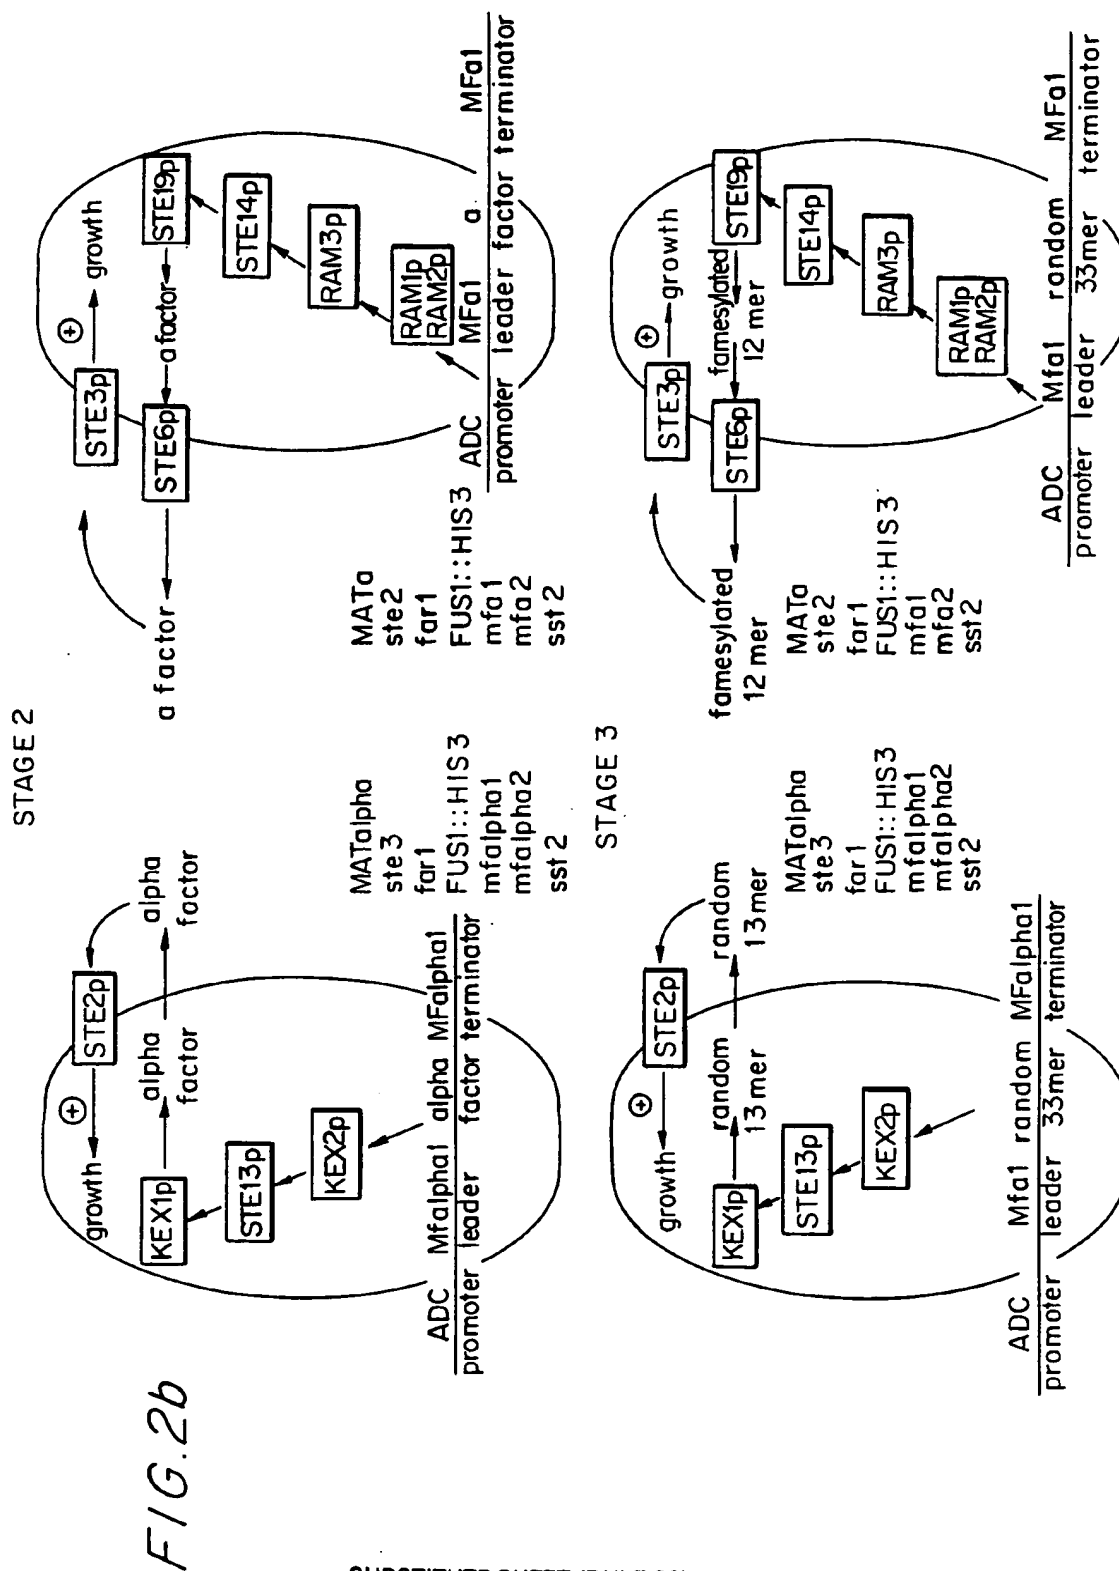 FIG.2b
STAGE 2
STE2p
growth
alpha
factor
alpha
factor
KEX1p
STE13p
KEX2p
ADC Mfalpha1 alpha MFalpha1
promoter leader factor terminator
MATalpha
ste3
far1
FUS1::HIS3
mfalpha1
mfalpha2
sst2
a factor
STE3p
growth
STE6p
a factor
STE19p
STE14p
RAM3p
RAM1p
RAM2p
ADC MFa1 a MFa1
promoter leader factor terminator
MATa
ste2
far1
FUS1::HIS3
mfa1
mfa2
sst2
STAGE 3
STE2p
growth
random
13mer
random
13mer
KEX1p
STE13p
KEX2p
ADC Mfa1 random MFalpha1
promoter leader 33mer terminator
MATalpha
ste3
far1
FUS1::HIS3
mfalpha1
mfalpha2
sst2
famesylated
12 mer
STE3p
growth
STE6p
famesylated
12 mer
STE19p
STE14p
RAM3p
RAM1p
RAM2p
ADC Mfa1 random MFa1
promoter leader 33mer terminator
MATa
ste2
far1
FUS1::HIS3
mfa1
mfa2
sst2